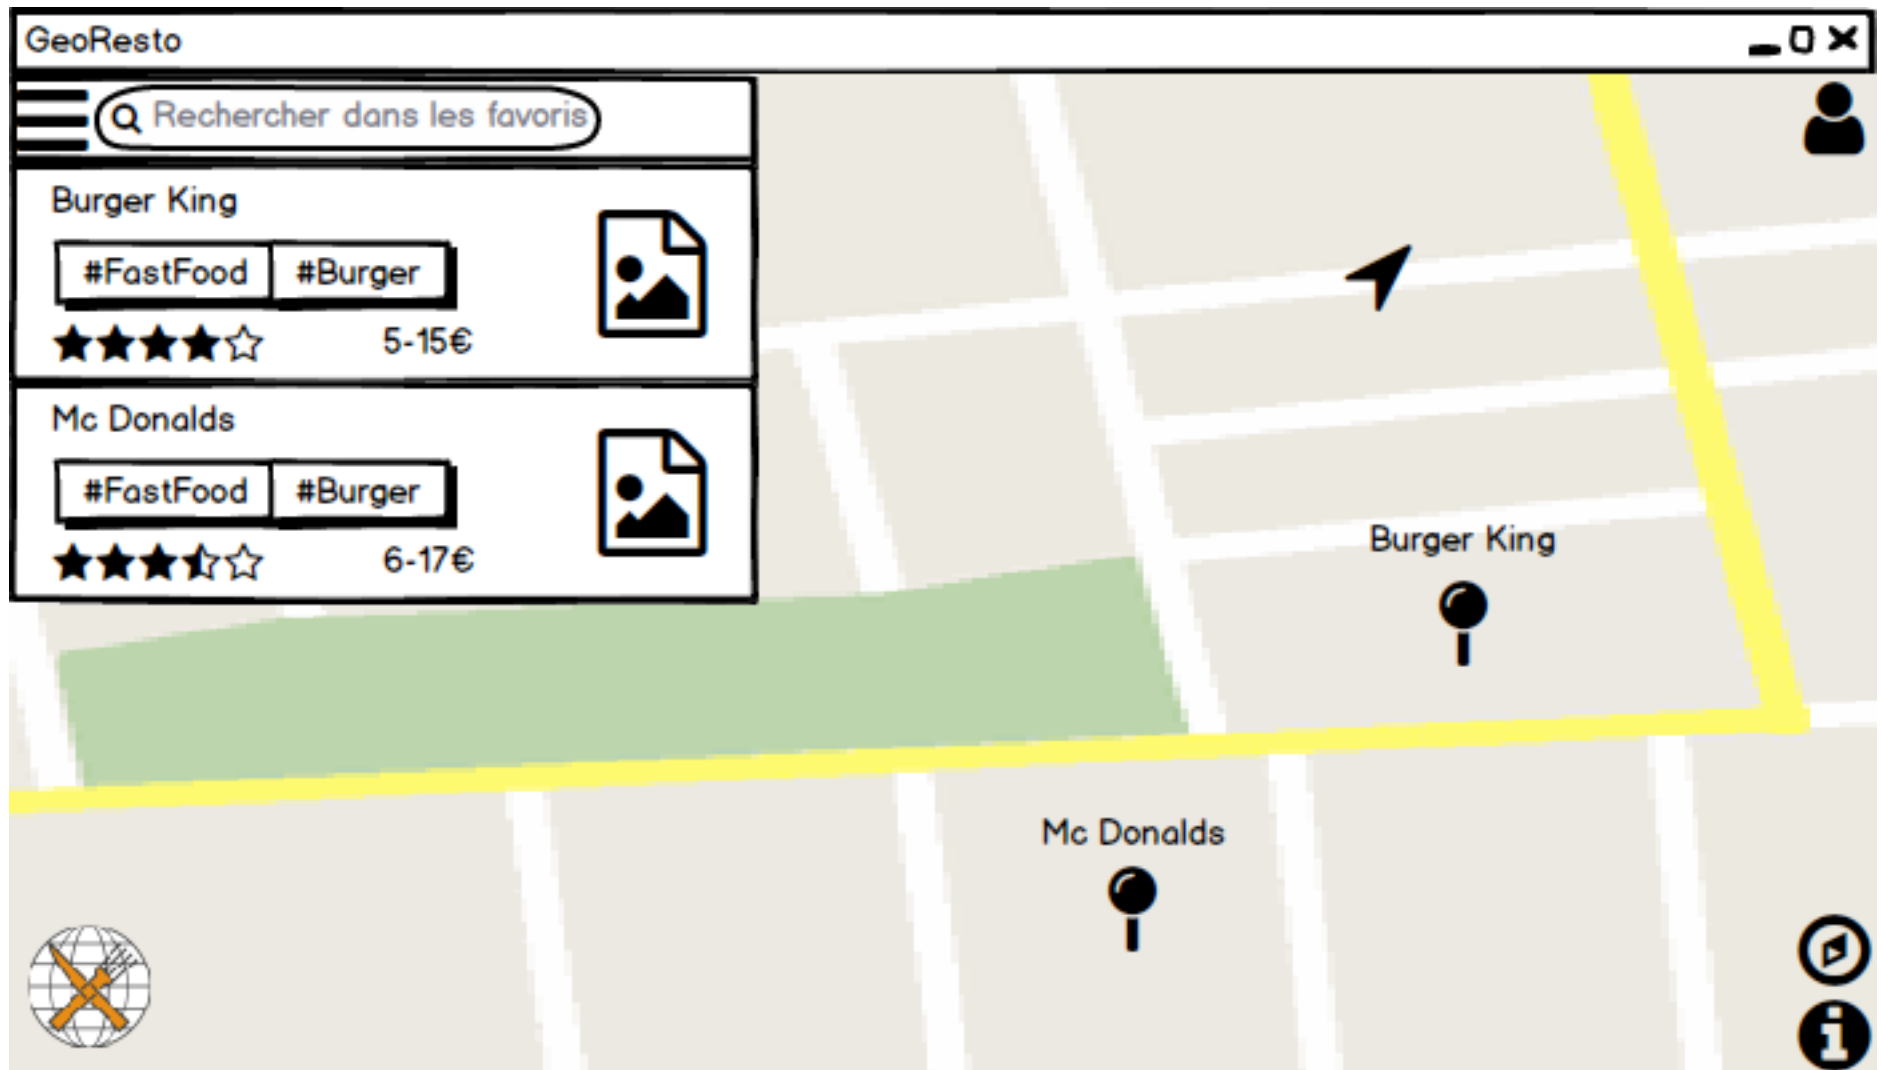 GeoResto
Rechercher dans les favoris
Burger King
#FastFood #Burger
5-15€
Mc Donalds
#FastFood #Burger
6-17€
Burger King
Mc Donalds